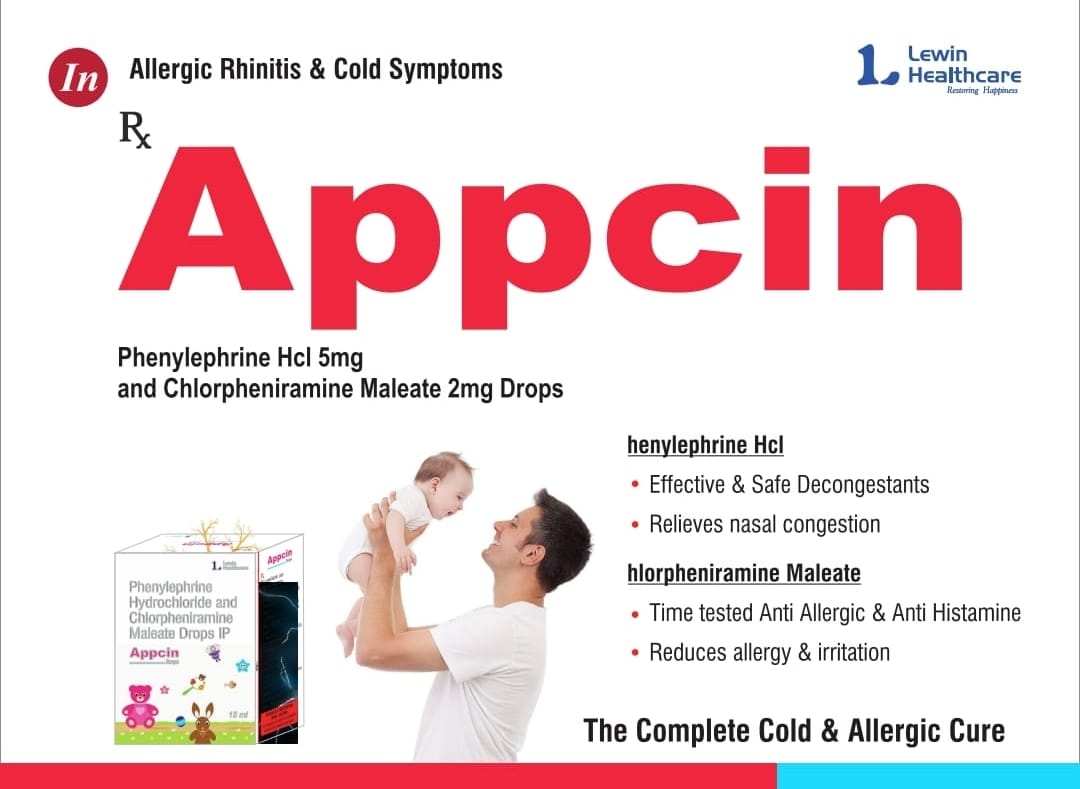 In
Allergic Rhinitis & Cold Symptoms
Lewin
Healthcare
Restoring Happiness
Rx
Appcin
Phenylephrine Hcl 5mg
and Chlorpheniramine Maleate 2mg Drops
henylephrine Hcl
• Effective & Safe Decongestants
• Relieves nasal congestion
hlorpheniramine Maleate
• Time tested Anti Allergic & Anti Histamine
• Reduces allergy & irritation
Phenylephrine
Hydrochloride and
Chlorpheniramine
Maleate Drops IP
Appcin
Drops
15 ml
Appcin
The Complete Cold & Allergic Cure